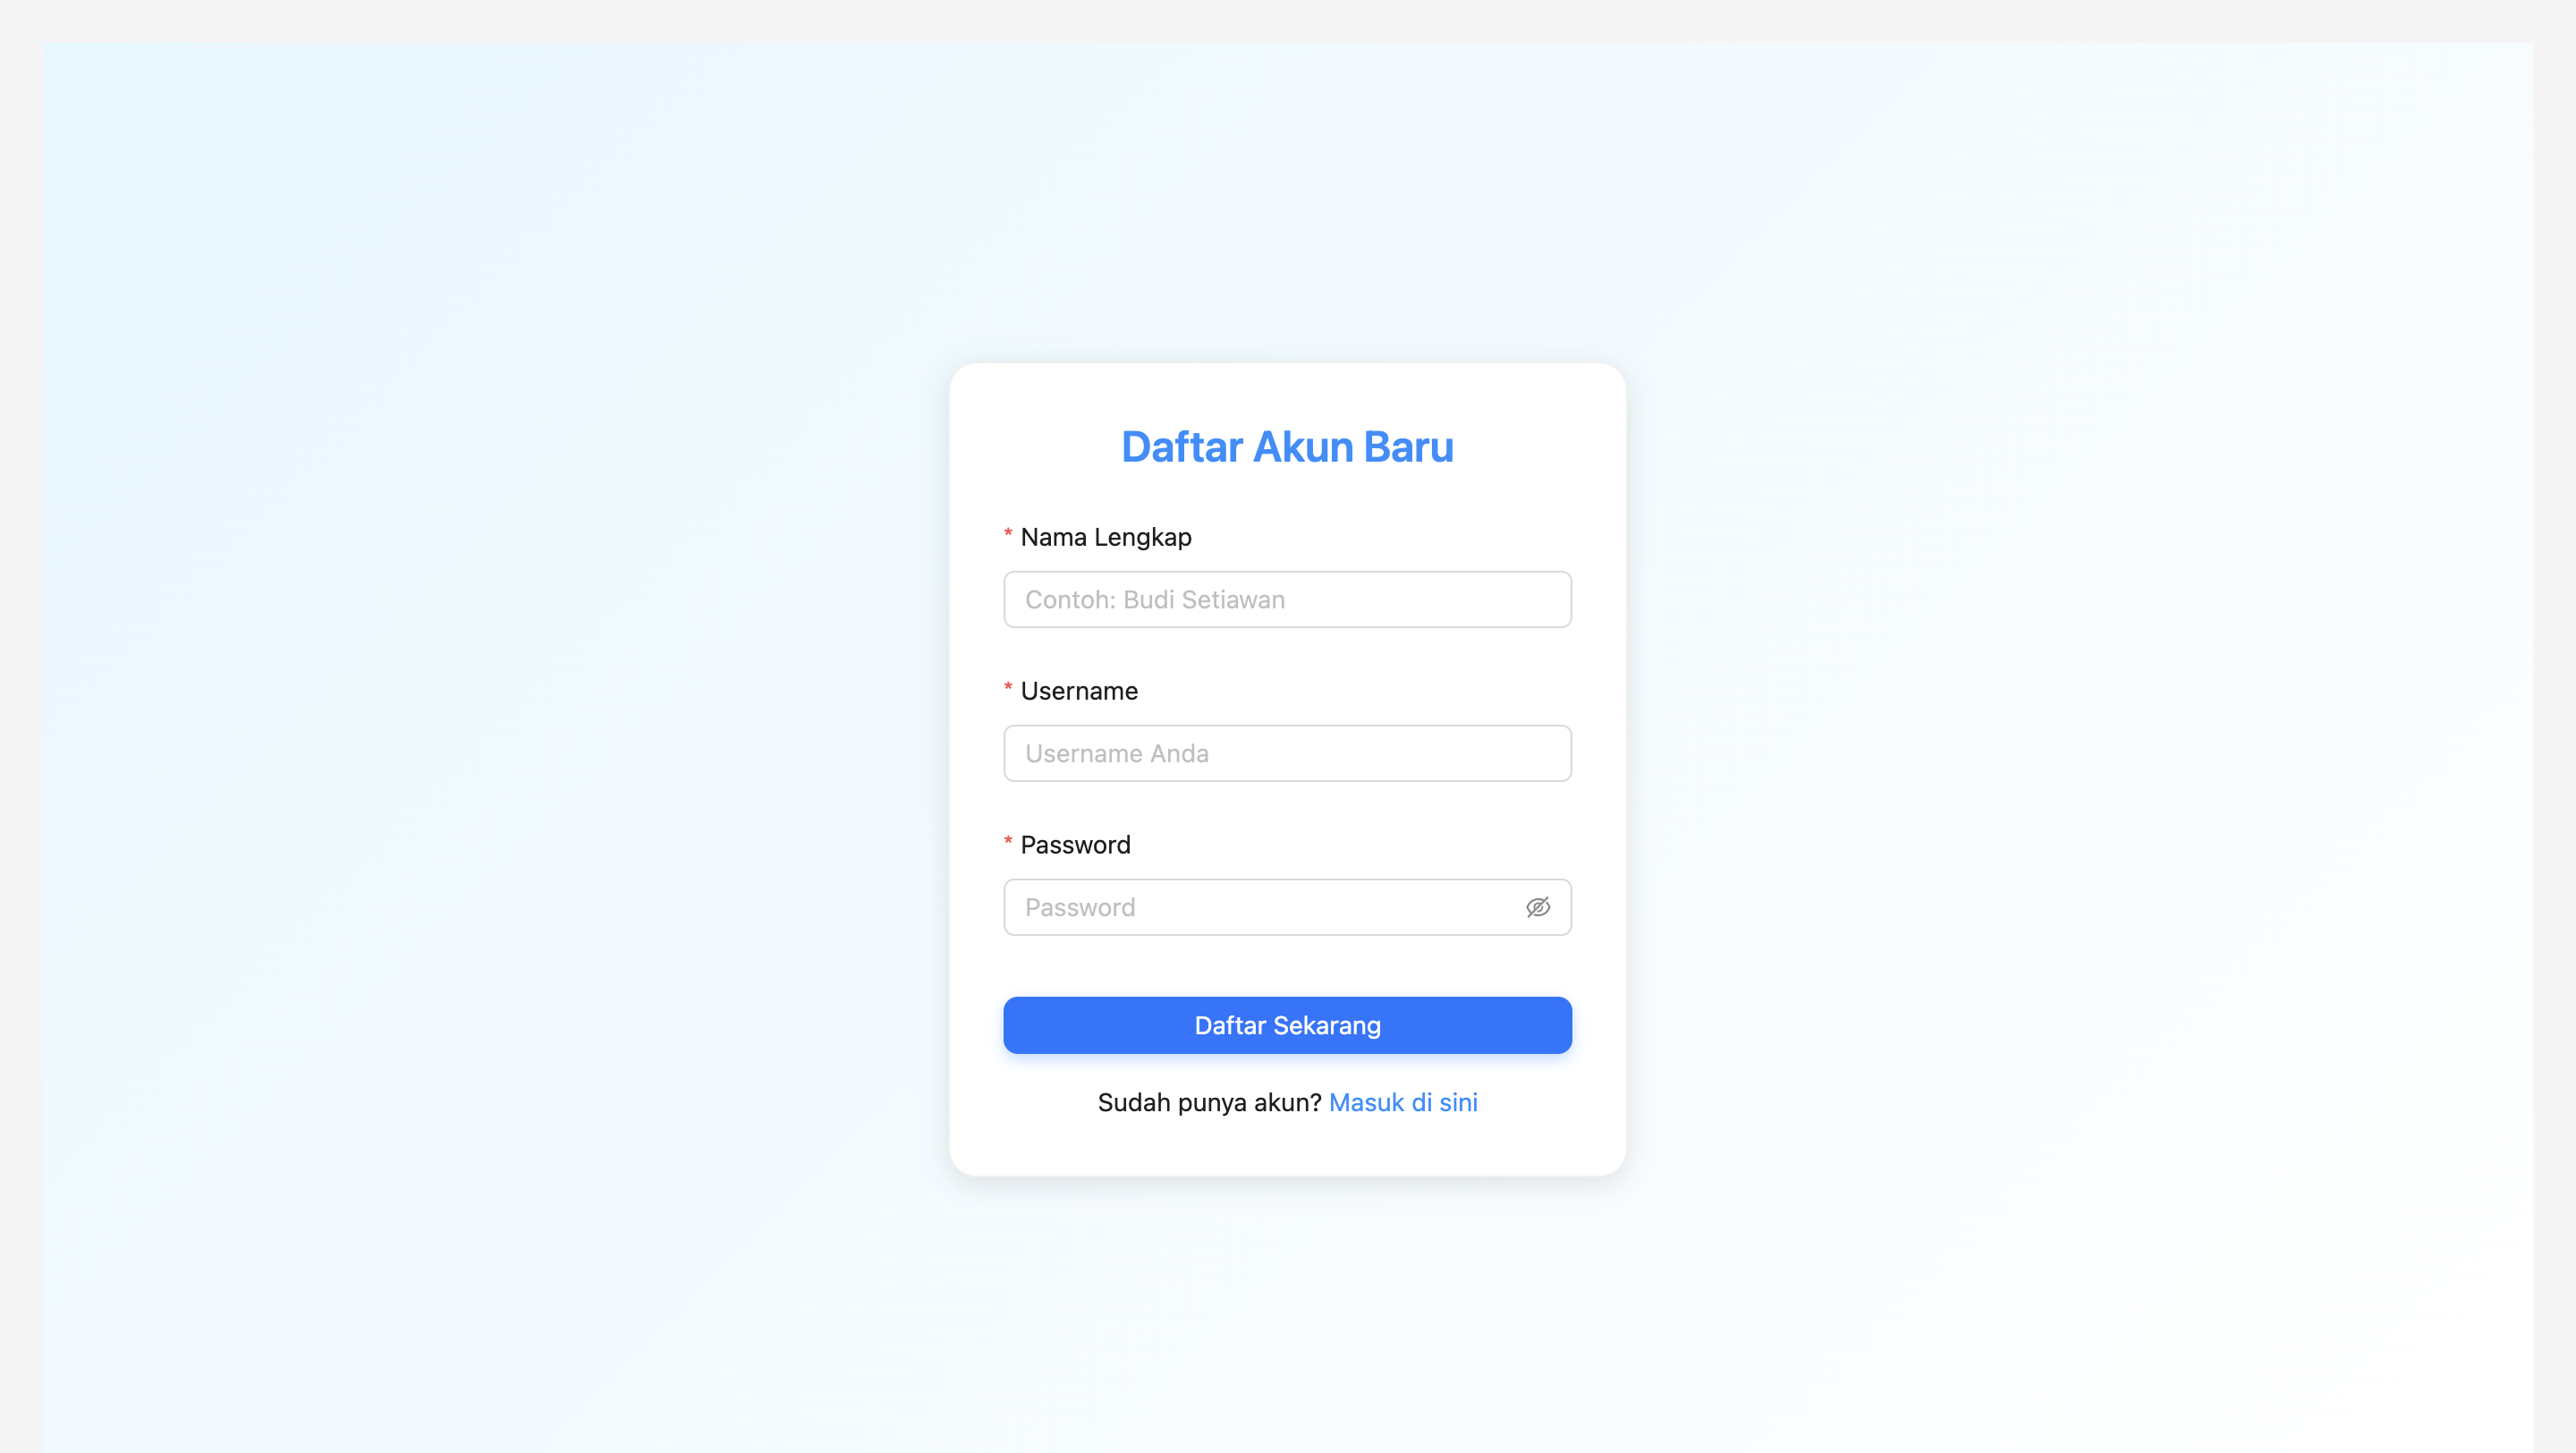 Daftar Akun Baru
* Nama Lengkap
Contoh: Budi Setiawan
* Username
Username Anda
* Password
Password
Daftar Sekarang
Sudah punya akun? Masuk di sini